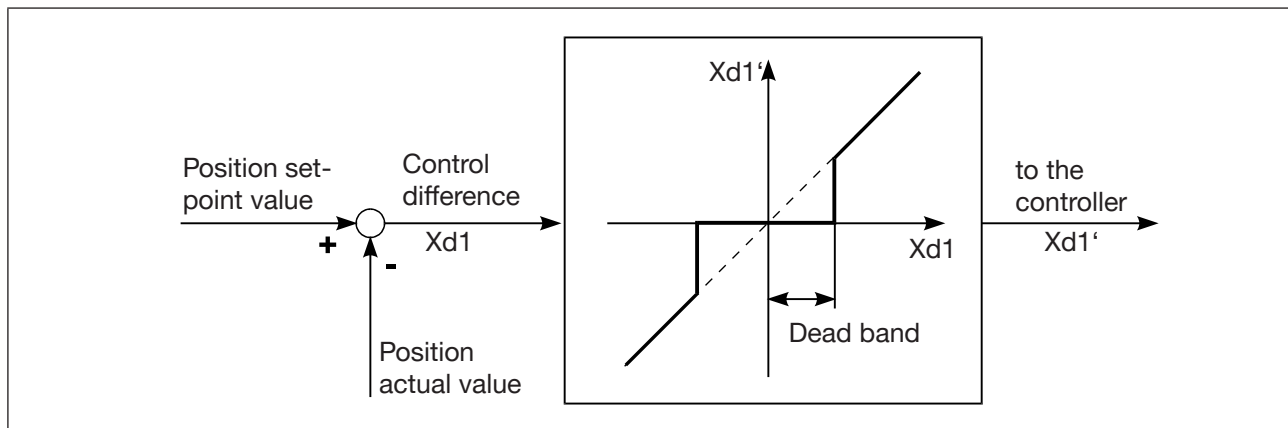 Position set-
point value
+
-
Control
difference
Xd1
Position
actual value
Xd1‘
Xd1
Dead band
to the
controller
Xd1‘